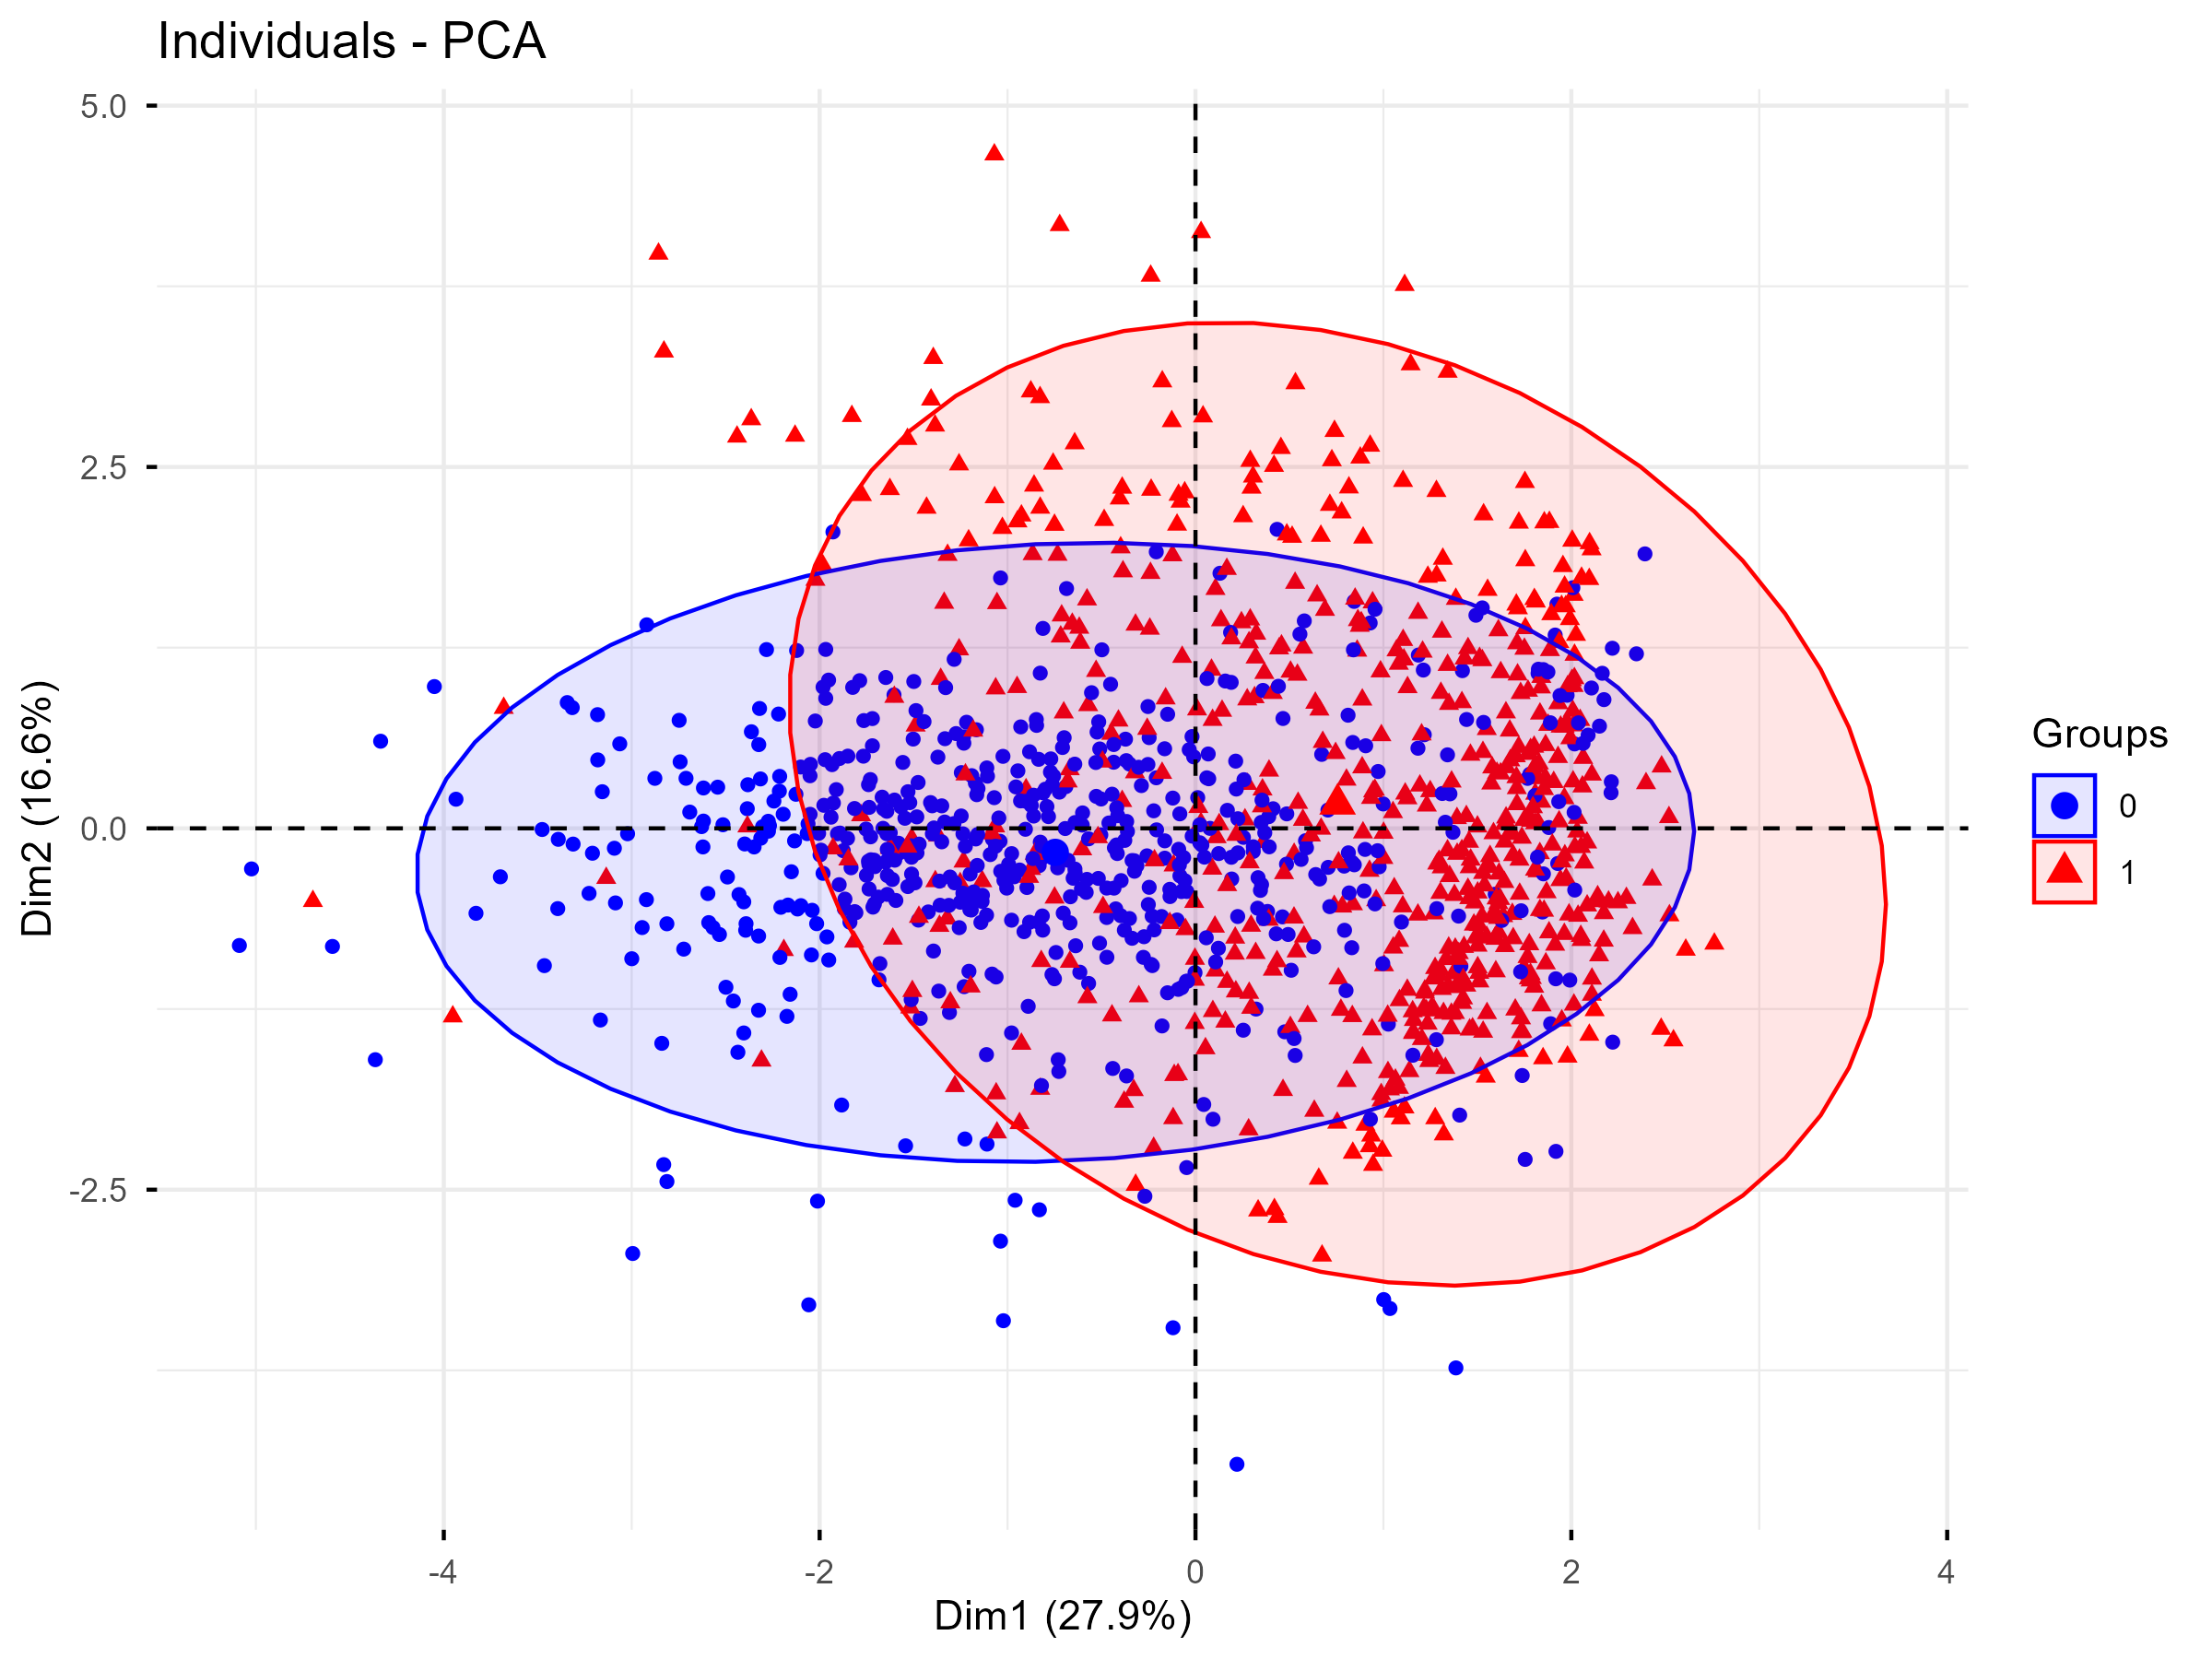 Individuals - PCA
5.0
2.5
0.0
-2.5
Dim2 (16.6%)
-4
-2
0
2
4
Dim1 (27.9%)
Groups
0
1